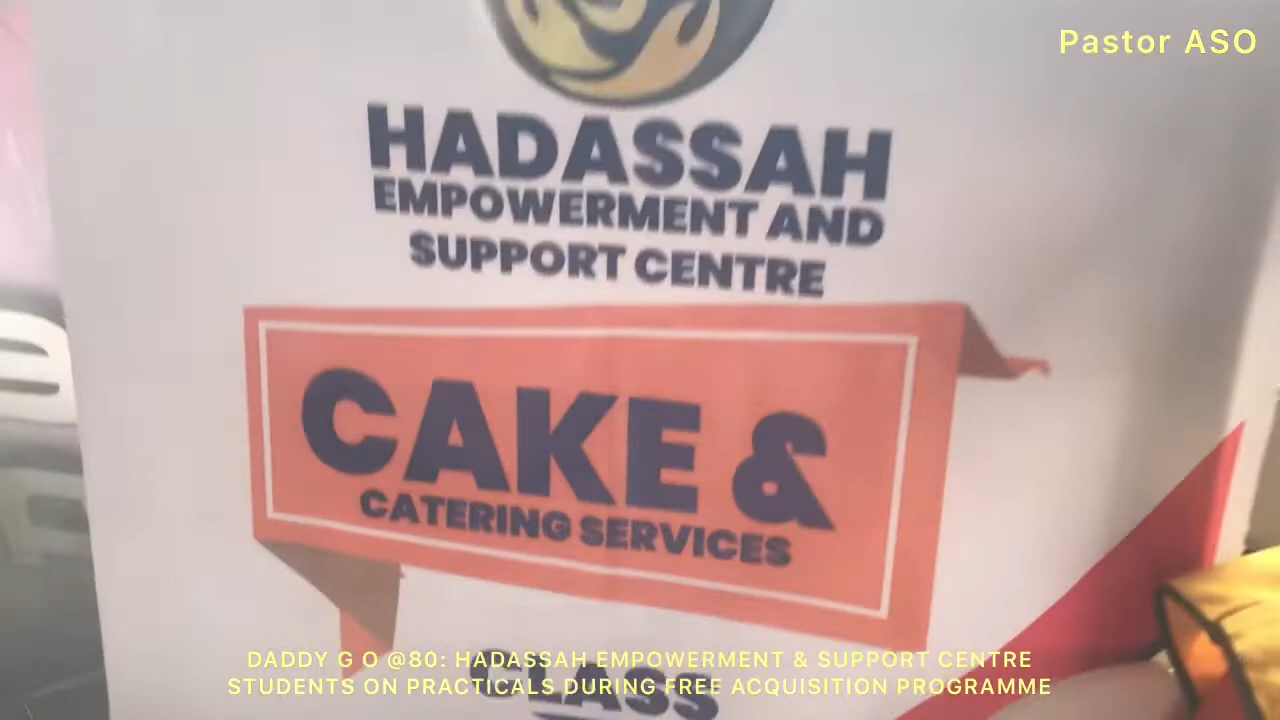 Pastor ASO
HADASSAH
EMPOWERMENT AND
SUPPORT CENTRE
CAKE &
CATERING SERVICES
CLASS
DADDY G O @80: HADASSAH EMPOWERMENT & SUPPORT CENTRE
STUDENTS ON PRACTICALS DURING FREE ACQUISITION PROGRAMME